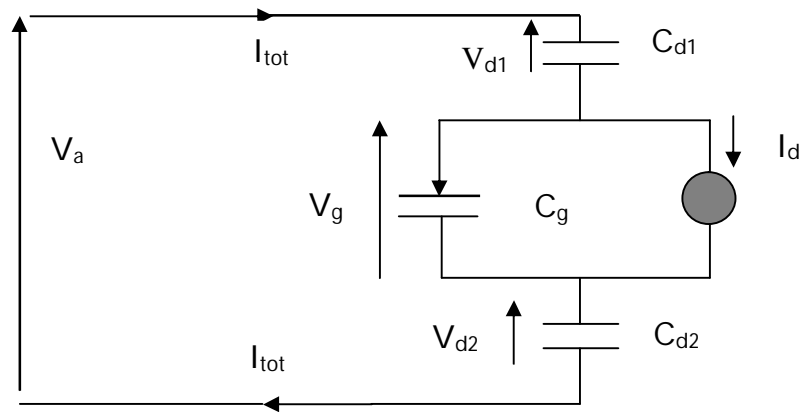 I_tot
V_d1
C_d1
V_a
V_g
C_g
I_d
V_d2
C_d2
I_tot